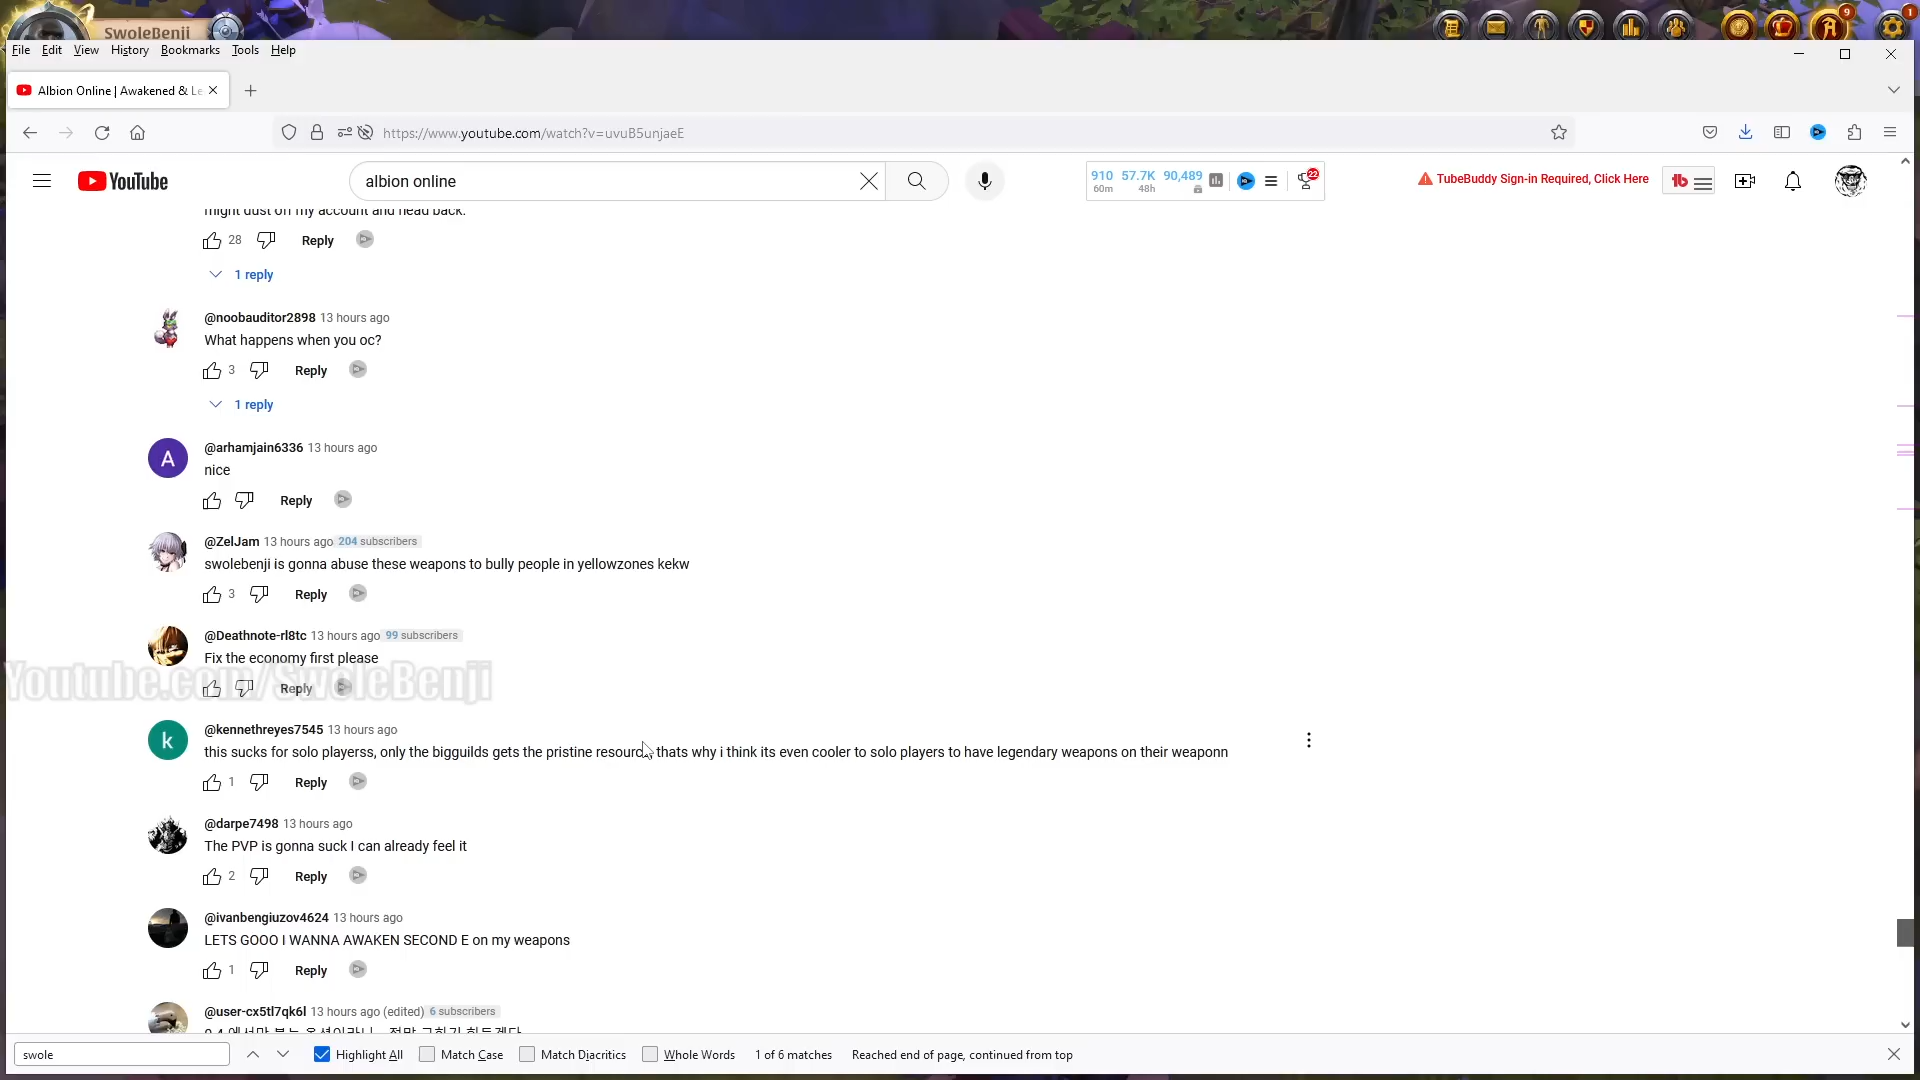 SwoleBenji
9
1
File Edit View History Bookmarks Tools Help
Albion Online | Awakened & Le
https://www.youtube.com/watch?v=uvuB5unjaeE
YouTube
albion online
910 57.7K 90,489
60m 48h
22
TubeBuddy Sign-in Required, Click Here
tb
might dust off my account and head back.
28 Reply
1 reply
@noobauditor2898 13 hours ago
What happens when you oc?
3 Reply
1 reply
A
@arhamjain6336 13 hours ago
nice
Reply
@ZelJam 13 hours ago 204 subscribers
swolebenji is gonna abuse these weapons to bully people in yellowzones kekw
3 Reply
@Deathnote-rl8tc 13 hours ago 99 subscribers
Fix the economy first please
Youtube.com/SwoleBenji
Reply
k
@kennethreyes7545 13 hours ago
this sucks for solo playerss, only the bigguilds gets the pristine resource thats why i think its even cooler to solo players to have legendary weapons on their weaponn
1 Reply
@darpe7498 13 hours ago
The PVP is gonna suck I can already feel it
2 Reply
@ivanbengiuzov4624 13 hours ago
LETS GOOO I WANNA AWAKEN SECOND E on my weapons
1 Reply
@user-cx5tl7qk6l 13 hours ago (edited) 6 subscribers
swole Highlight All Match Case Match Diacritics Whole Words 1 of 6 matches Reached end of page, continued from top